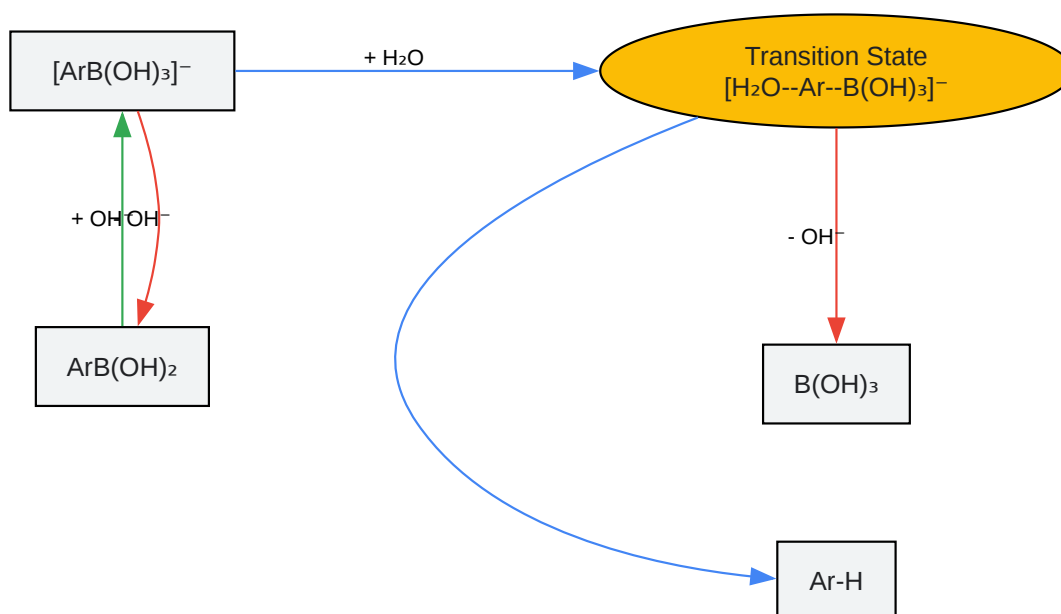 [ArB(OH)₃]⁻
+ H₂O
Transition State
[H₂O--Ar--B(OH)₃]⁻
+ OH⁻
- OH⁻
- OH⁻
ArB(OH)₂
B(OH)₃
Ar-H